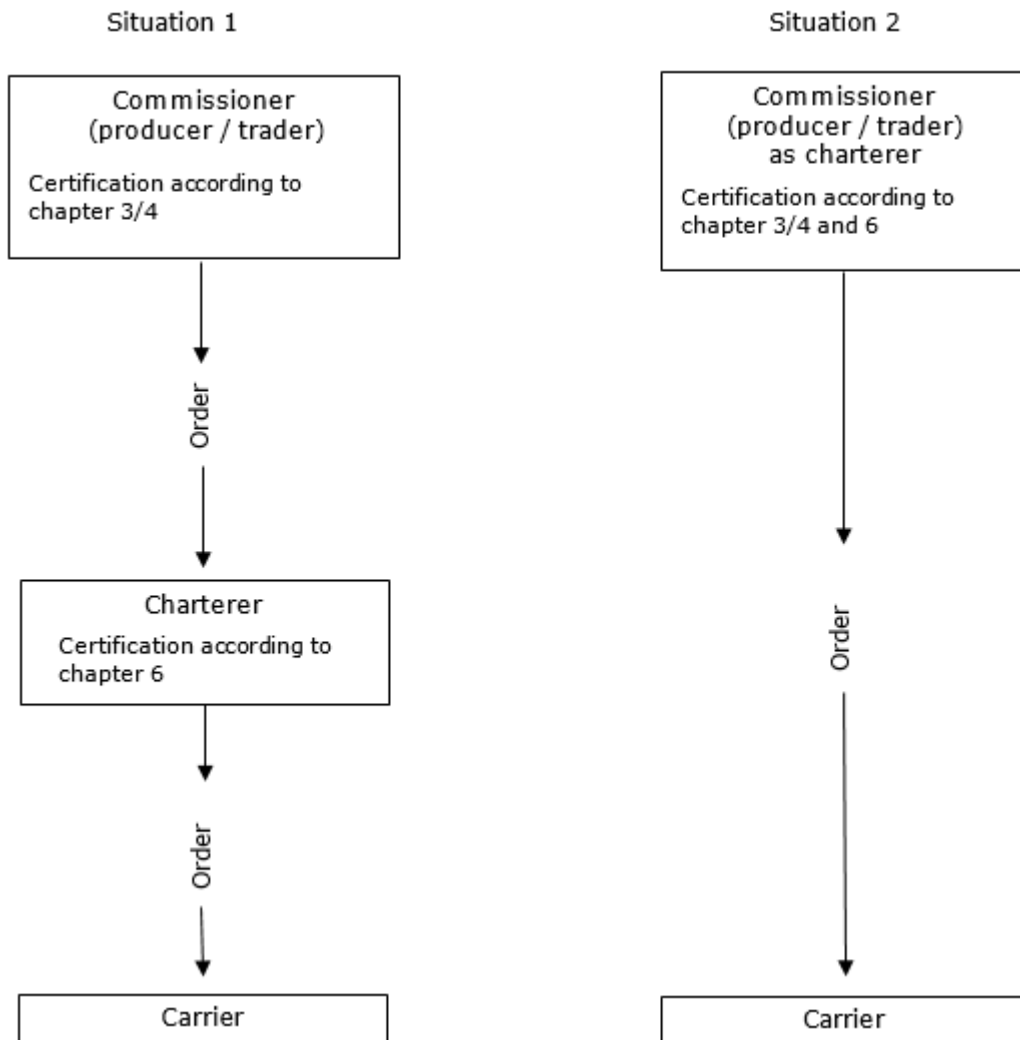 Situation 1
Commissioner
(producer / trader)
Certification according to
chapter 3/4
Order
Charterer
Certification according to
chapter 6
Order
Carrier
Situation 2
Commissioner
(producer / trader)
as charterer
Certification according to
chapter 3/4 and 6
Order
Carrier